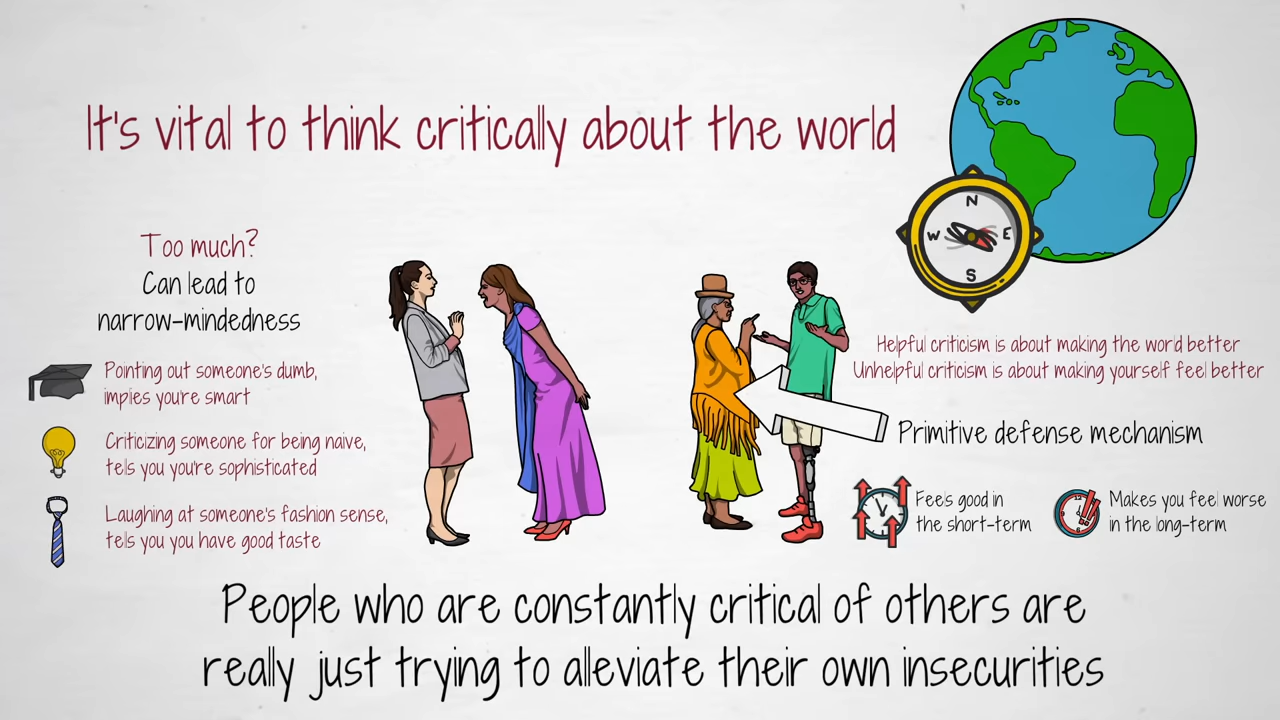 It's vital to think critically about the world
N
W E
S
Too much?
Can lead to
narrow-mindedness
Pointing out someone's dumb,
implies you're smart
Criticizing someone for being naive,
tells you you're sophisticated
Laughing at someone's fashion sense,
tells you you have good taste
Helpful criticism is about making the word better
Unhelpful criticism is about making yourself feel better
Primitive defense mechanism
Feels good in
the short-term
Makes you feel worse
in the long-term
People who are constantly critical of others are
really just trying to alleviate their own insecurities